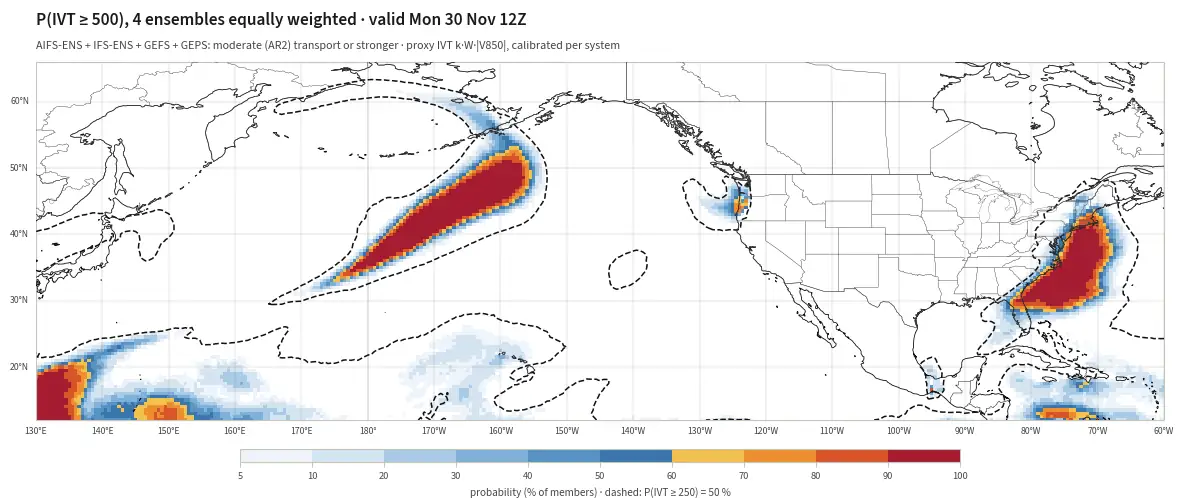 P(IVT ≥ 500), 4 ensembles equally weighted · valid Mon 30 Nov 12Z
AIFS-ENS + IFS-ENS + GEFS + GEPS: moderate (AR2) transport or stronger · proxy IVT k·W·|V850|, calibrated per system
60°N
50°N
40°N
30°N
20°N
130°E 140°E 150°E 160°E 170°E 180° 170°W 160°W 150°W 140°W 130°W 120°W 110°W 100°W 90°W 80°W 70°W 60°W
5 10 20 30 40 50 60 70 80 90 100
probability (% of members) · dashed: P(IVT ≥ 250) = 50 %